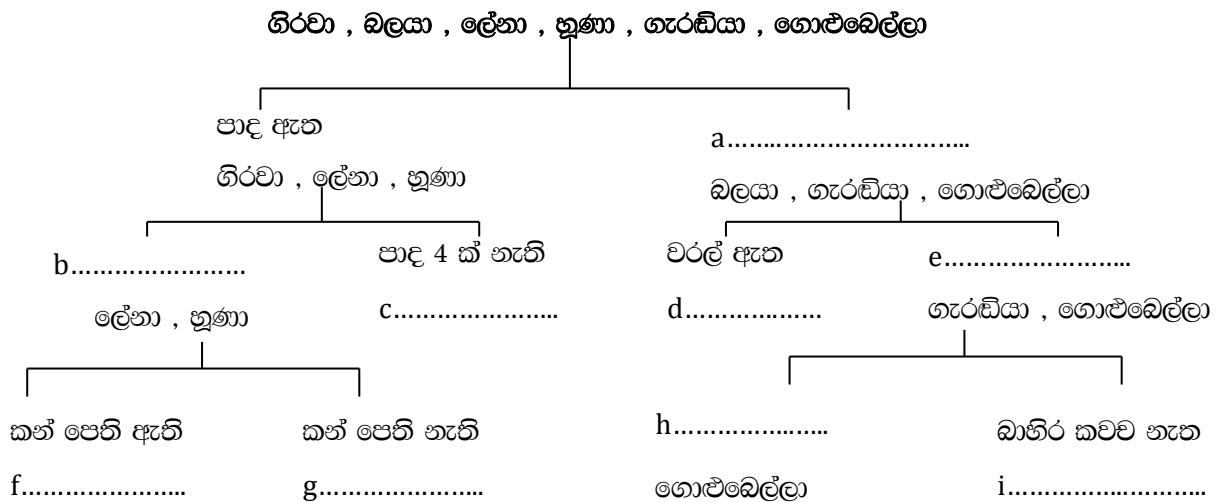 ගිරවා , බලයා , ලේනා , හූණා , ගැරඬියා , ගොළුබෙල්ලා
පාද ඇත
a……..…………………………..
ගිරවා , ලේනා , හූණා
බලයා , ගැරඬියා , ගොළුබෙල්ලා
b……………………
පාද 4 ක් නැති
වරල් ඇත
e……………………..
ලේනා , හූණා
c…………………..
d…………..……
ගැරඬියා , ගොළුබෙල්ලා
කන් පෙති ඇති
කන් පෙති නැති
h……………..…..
බාහිර කවච නැත
f…………………..
g…………………..
ගොළුබෙල්ලා
i……………..……….…